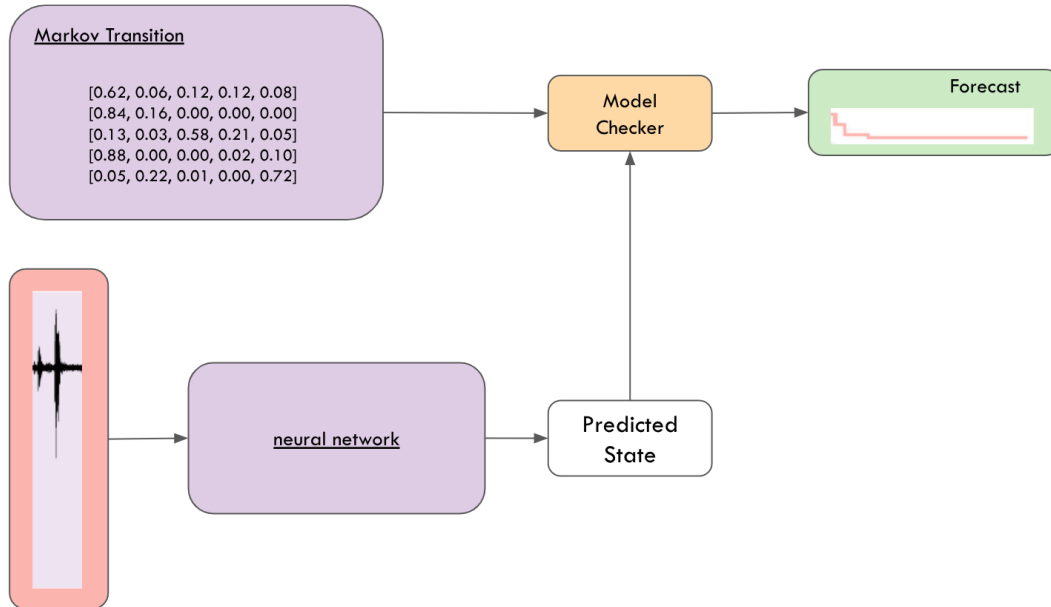 Markov Transition
[0.62, 0.06, 0.12, 0.12, 0.08]
[0.84, 0.16, 0.00, 0.00, 0.00]
[0.13, 0.03, 0.58, 0.21, 0.05]
[0.88, 0.00, 0.00, 0.02, 0.10]
[0.05, 0.22, 0.01, 0.00, 0.72]
Model
Checker
Forecast
neural network
Predicted
State